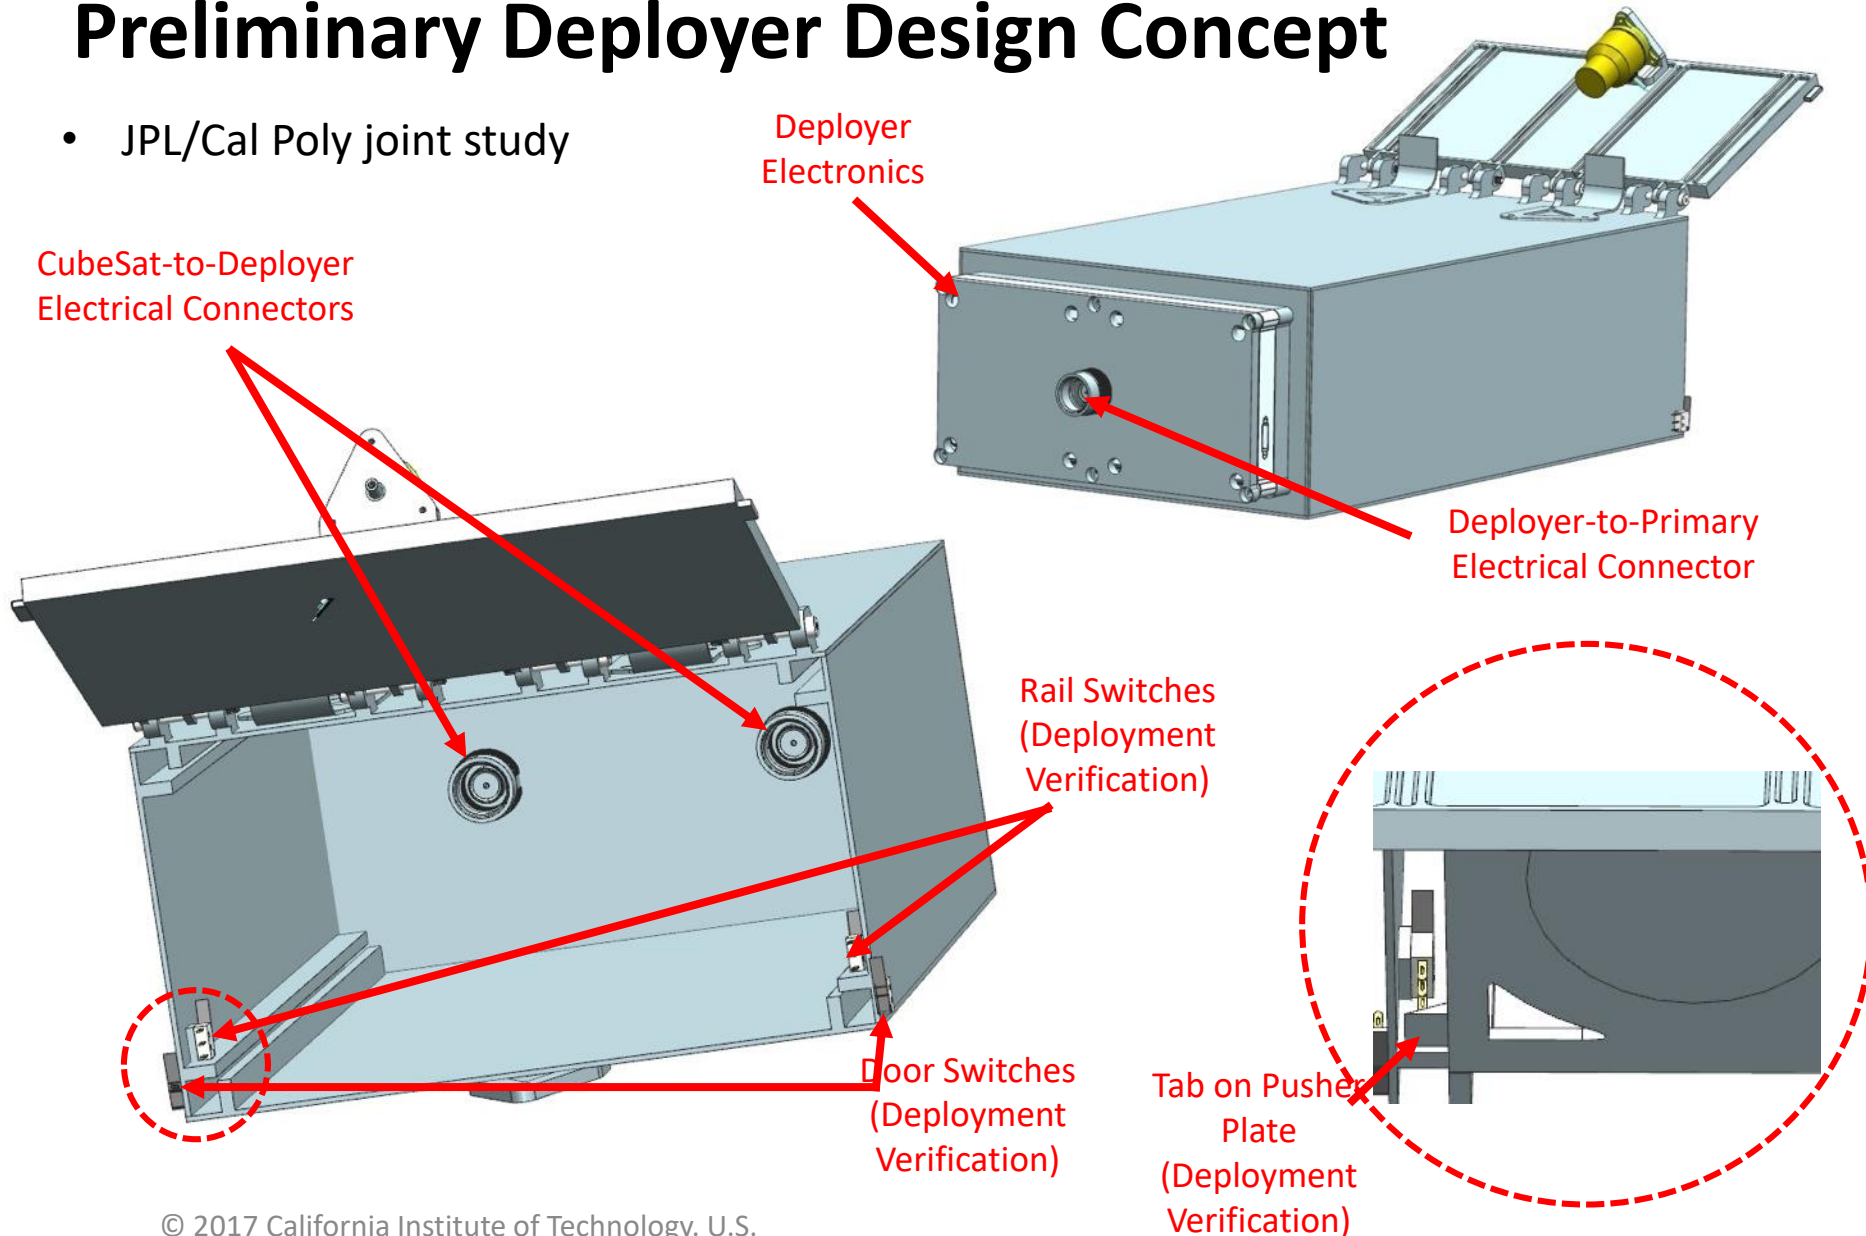 Preliminary Deployer Design Concept
• JPL/Cal Poly joint study
Deployer
Electronics
CubeSat-to-Deployer
Electrical Connectors
Deployer-to-Primary
Electrical Connector
Rail Switches
(Deployment
Verification)
Door Switches
(Deployment
Verification)
Tab on Pusher
Plate
(Deployment
Verification)
© 2017 California Institute of Technology. U.S.